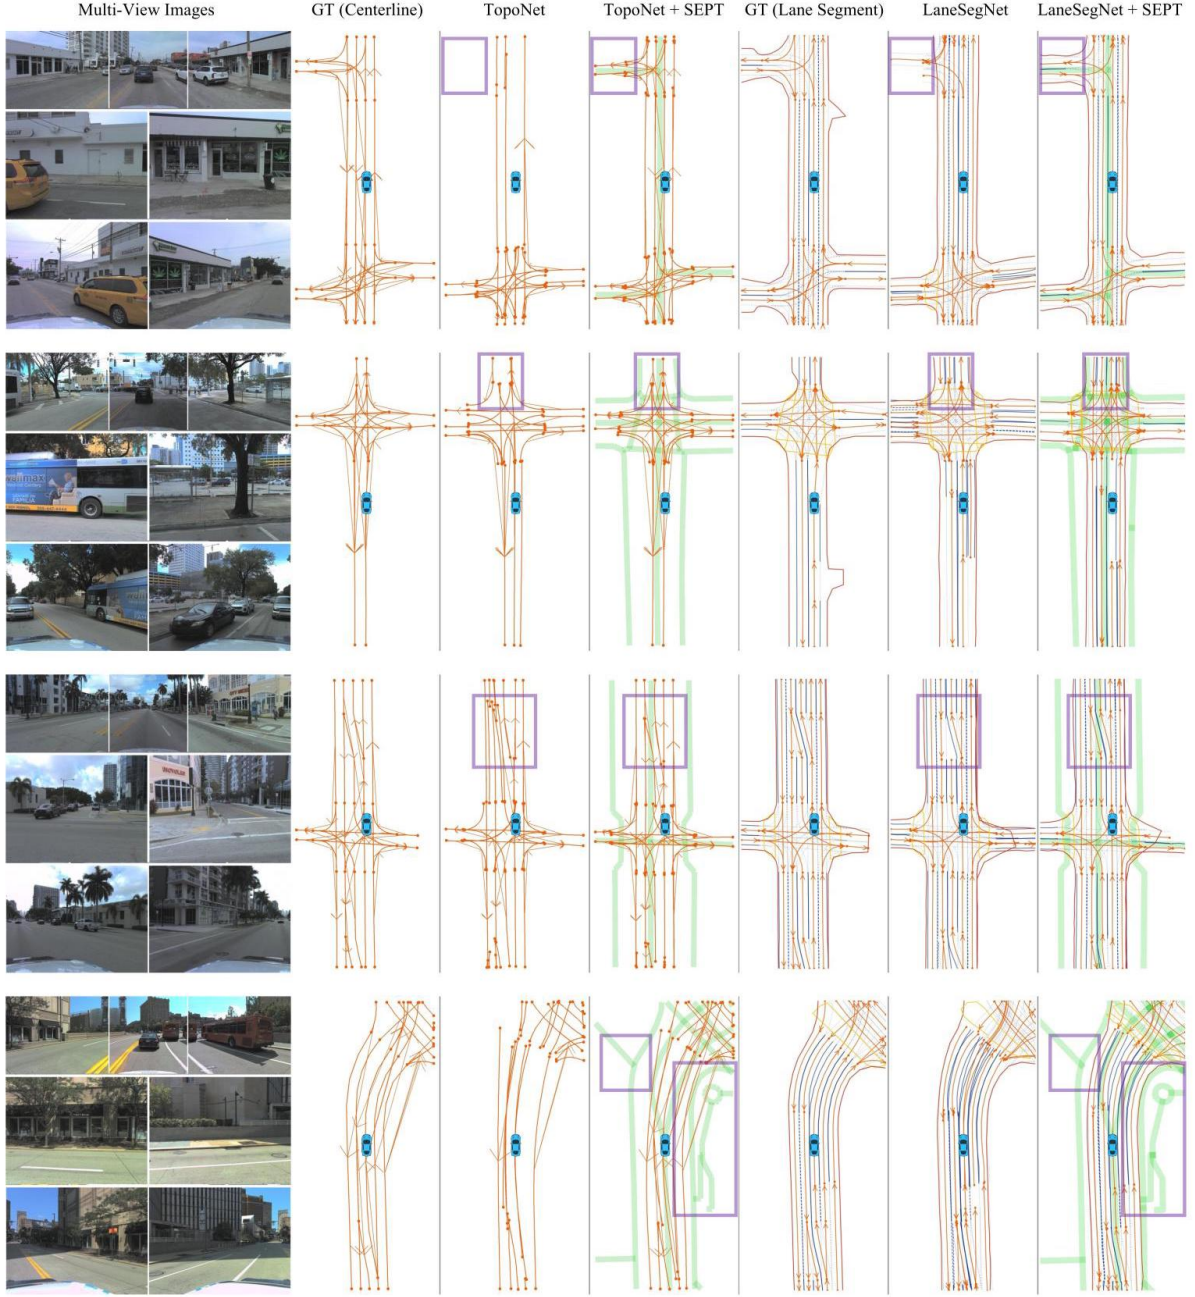 Multi-View Images
GT (Centerline)
TopoNet
TopoNet + SEPT
GT (Lane Segment)
LaneSegNet
LaneSegNet + SEPT